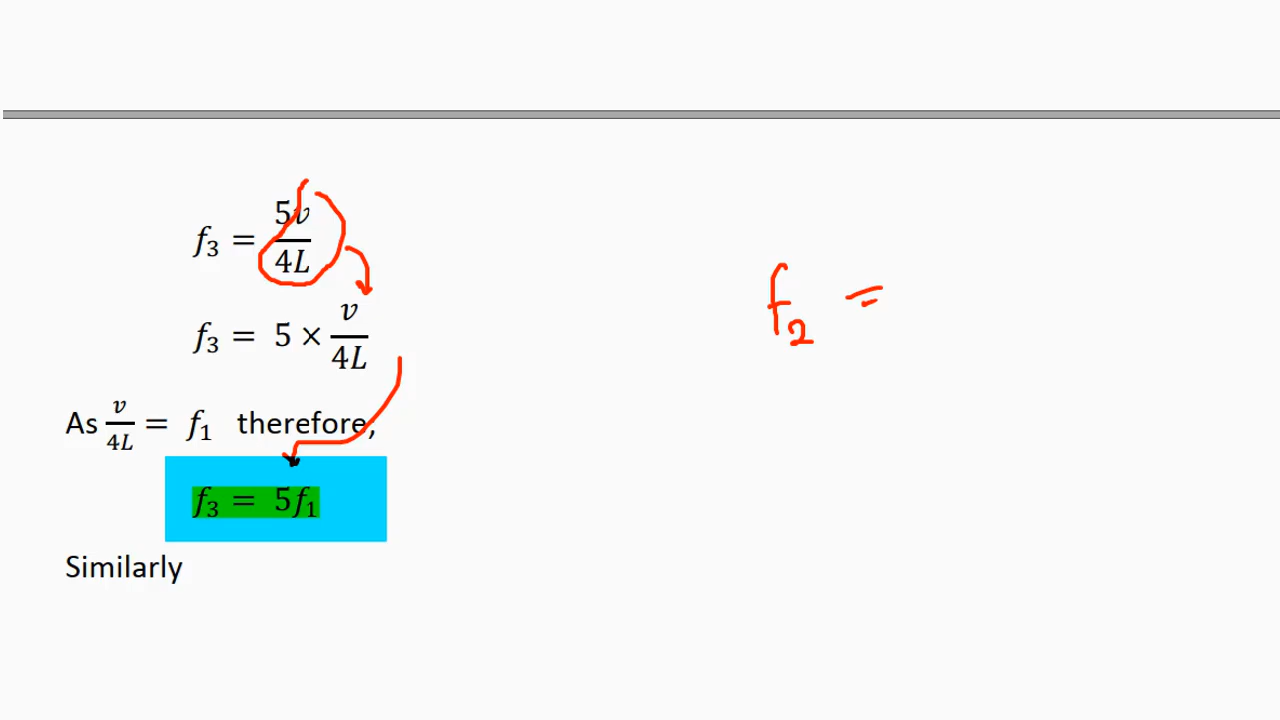 f₃ = 5v/4L
f₃ = 5 × v/4L
As v/4L = f₁ therefore,
f₃ = 5f₁
Similarly
f₂ =